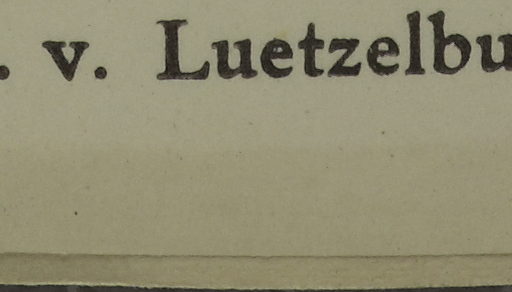 . v. Luetzelbu